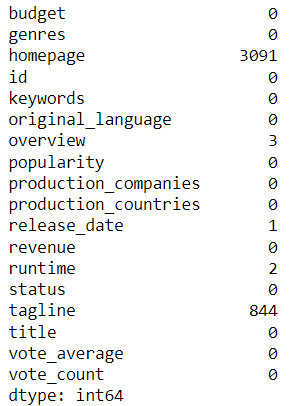 budget 0
genres 0
homepage 3091
id 0
keywords 0
original_language 0
overview 3
popularity 0
production_companies 0
production_countries 0
release_date 1
revenue 0
runtime 2
status 0
tagline 844
title 0
vote_average 0
vote_count 0
dtype: int64